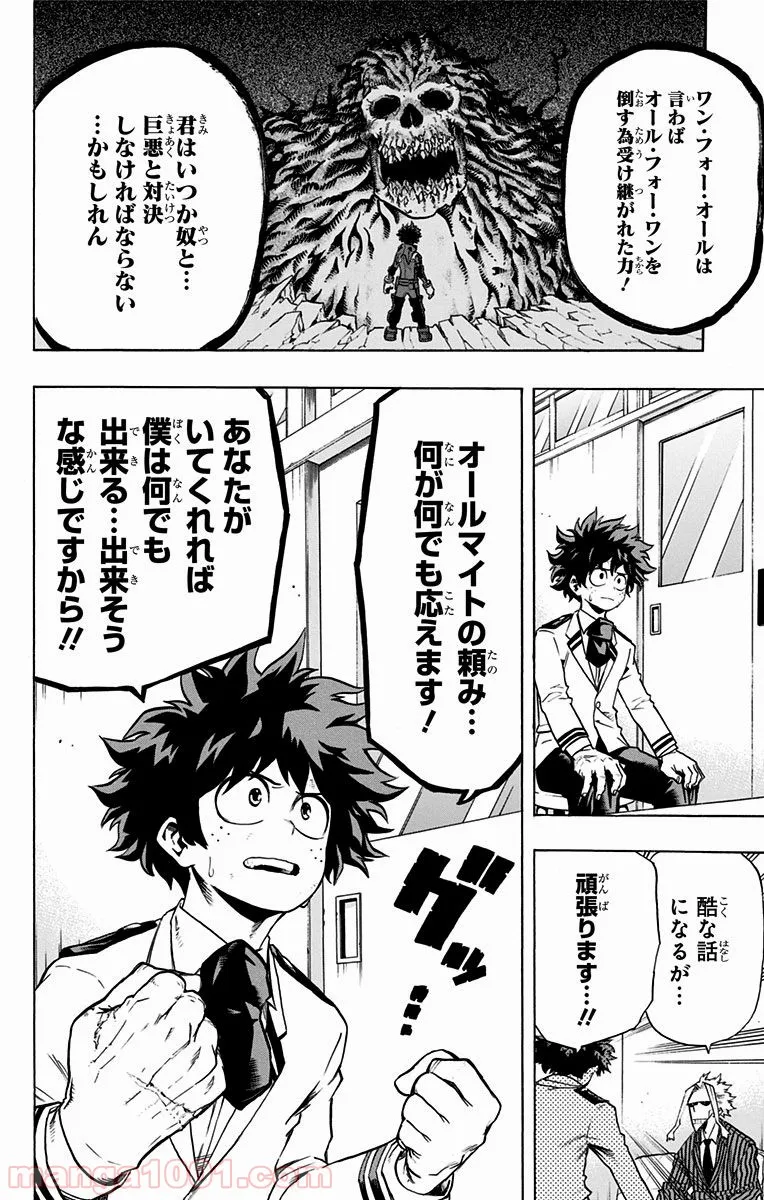 ワン・フォー・オールは
言わば
オール・フォー・ワンを
倒す為受け継がれた力!
君はいつか奴と…
巨悪と対決
しなければならない
…かもしれん
酷な話
になるが…
頑張ります…!!
オールマイトの頼み…
何が何でも応えます!
あなたが
いてくれれば
僕は何でも
出来る…出来そう
な感じですから!!
グッ…
manga1001.com